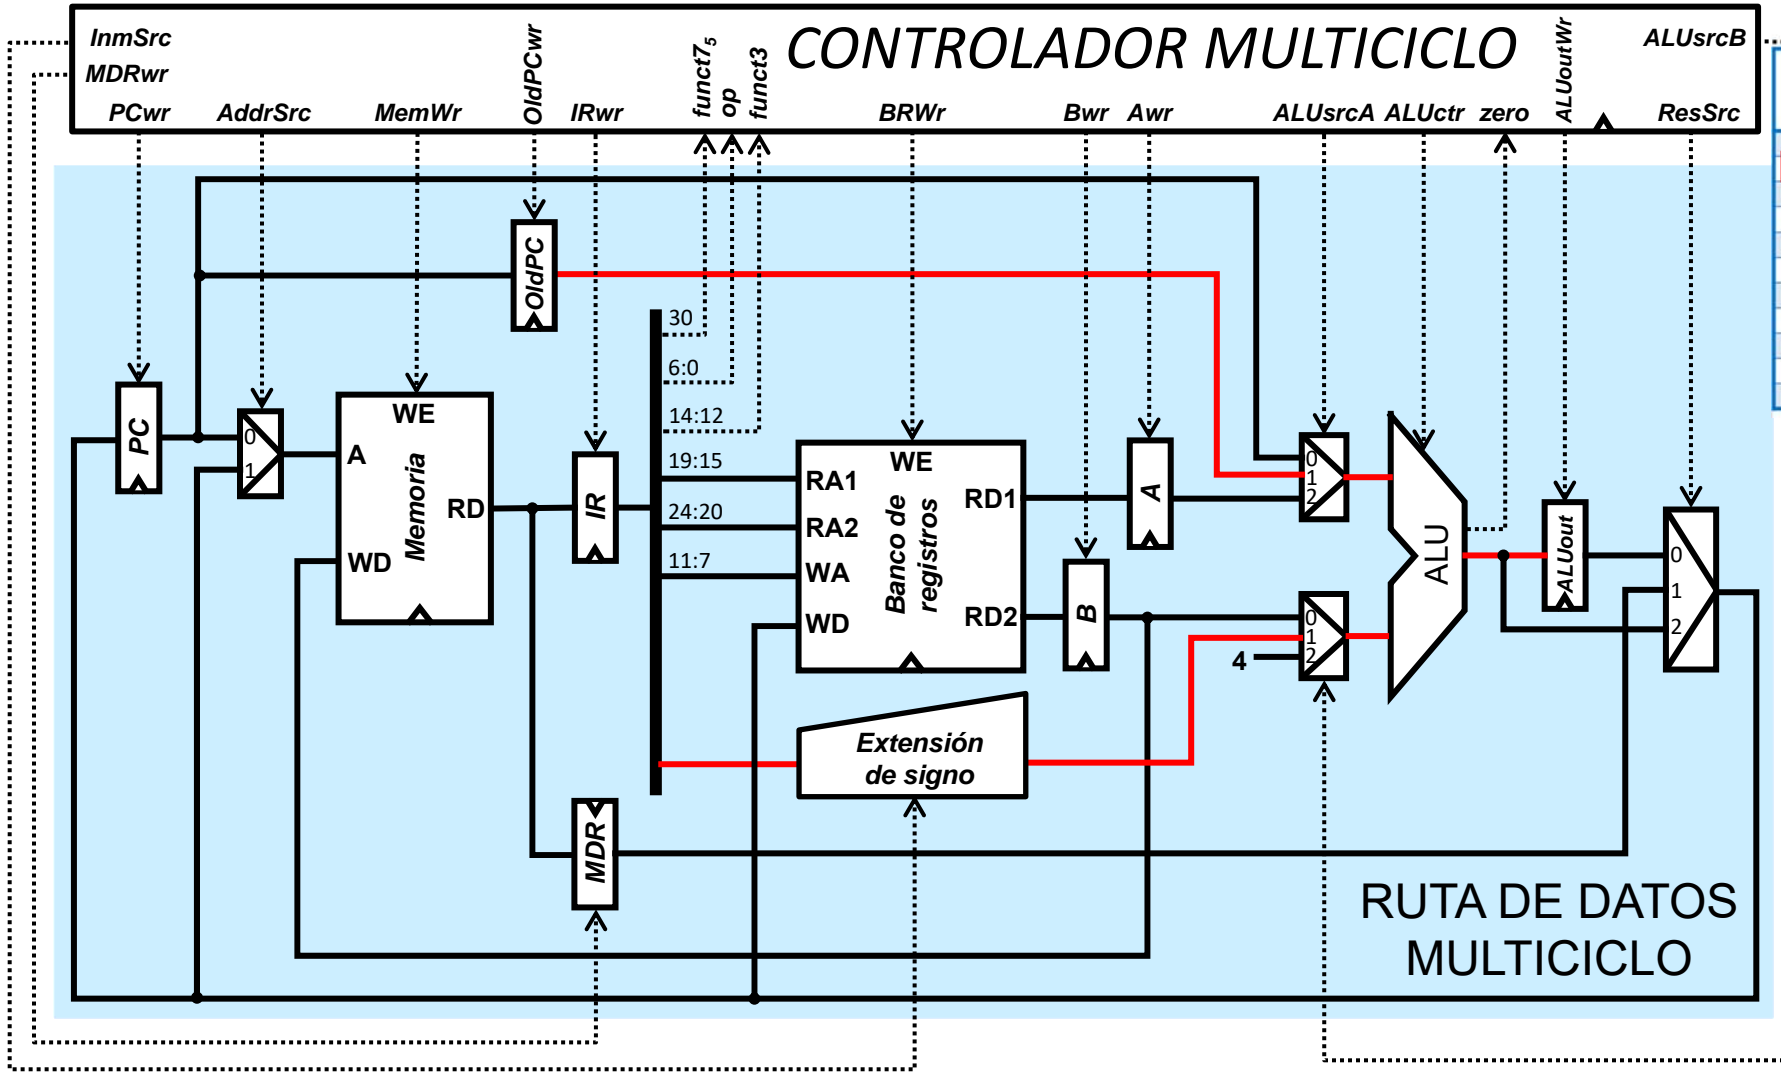 InmSrc
CONTROLADOR MULTICICLO
ALUsrcB
MDRwr
PCwr
AddrSrc
MemWr
OldPCwr
IRwr
funct7₅
op
funct3
BRWr
Bwr
Awr
ALUsrcA
ALUctr
zero
ALUoutWr
ResSrc
OldPC
30
6:0
14:12
19:15
24:20
11:7
PC
0
1
WE
A
Memoria
RD
WD
IR
WE
RA1
RA2
WA
WD
Banco de
registros
RD1
RD2
A
B
0
1
2
0
1
2
4
ALU
ALUout
0
1
2
Extensión
de signo
MDR
RUTA DE DATOS
MULTICICLO